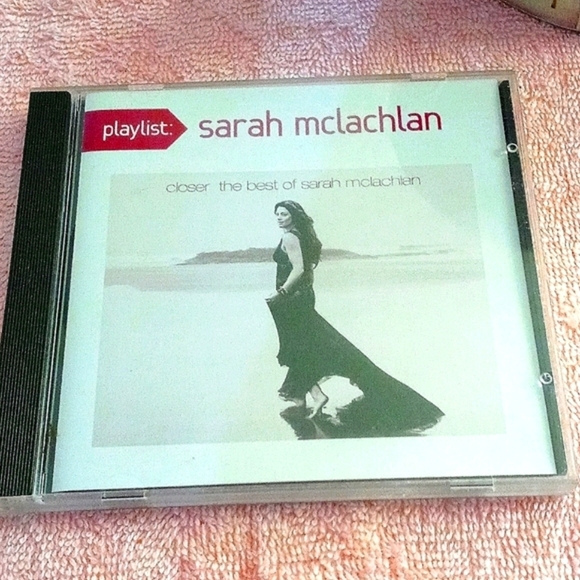 playlist: sarah mclachlan
closer the best of sarah mclachlan